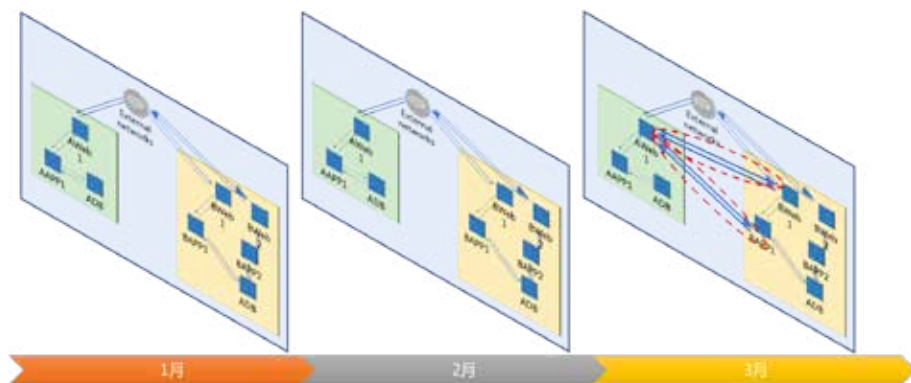 External
networks
AWeb
1
AAPP1
ADB
BWeb
1
BWeb
2
BAPP1
BAPP2
ADB
External
networks
AWeb
1
AAPP1
ADB
BWeb
1
BWeb
2
BAPP1
BAPP2
ADB
External
networks
AWeb
1
AAPP1
ADB
BWeb
1
BWeb
2
BAPP1
BAPP2
ADB
1月
2月
3月